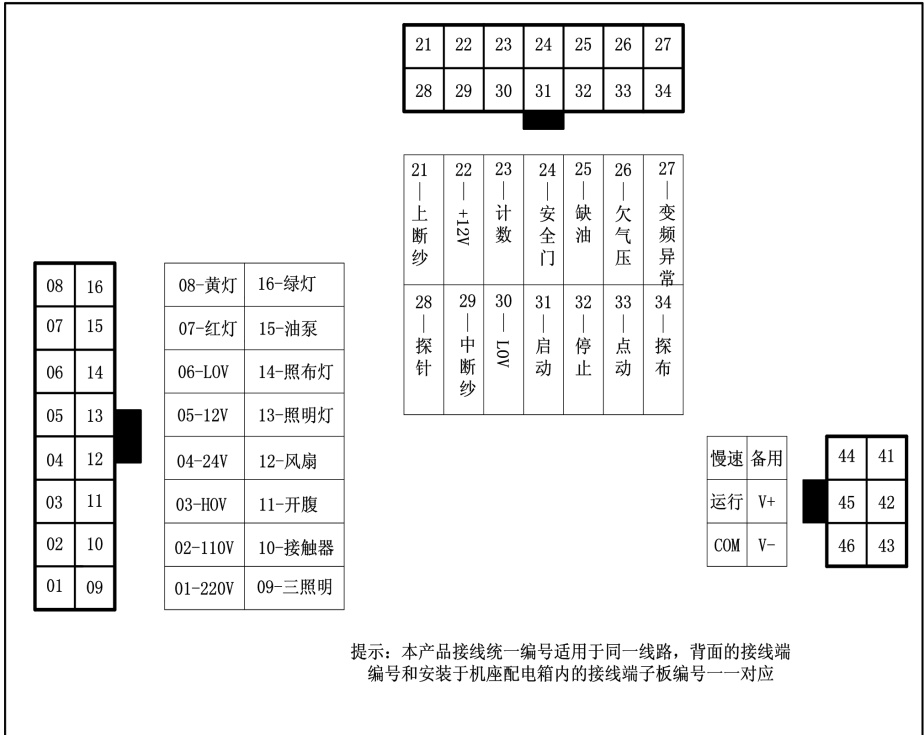 21 22 23 24 25 26 27
28 29 30 31 32 33 34
21—上断纱 22—+12V 23—计数 24—安全门 25—缺油 26—欠气压 27—变频异常
28—探针 29—中断纱 30—LOV 31—启动 32—停止 33—点动 34—探布
08 16
07 15
06 14
05 13
04 12
03 11
02 10
01 09
08-黄灯 16-绿灯
07-红灯 15-油泵
06-LOV 14-照布灯
05-12V 13-照明灯
04-24V 12-风扇
03-HOV 11-开腹
02-110V 10-接触器
01-220V 09-三照明
慢速 备用
运行 V+
COM V-
44 41
45 42
46 43
提示：本产品接线统一编号适用于同一线路，背面的接线端
编号和安装于机座配电箱内的接线端子板编号一一对应